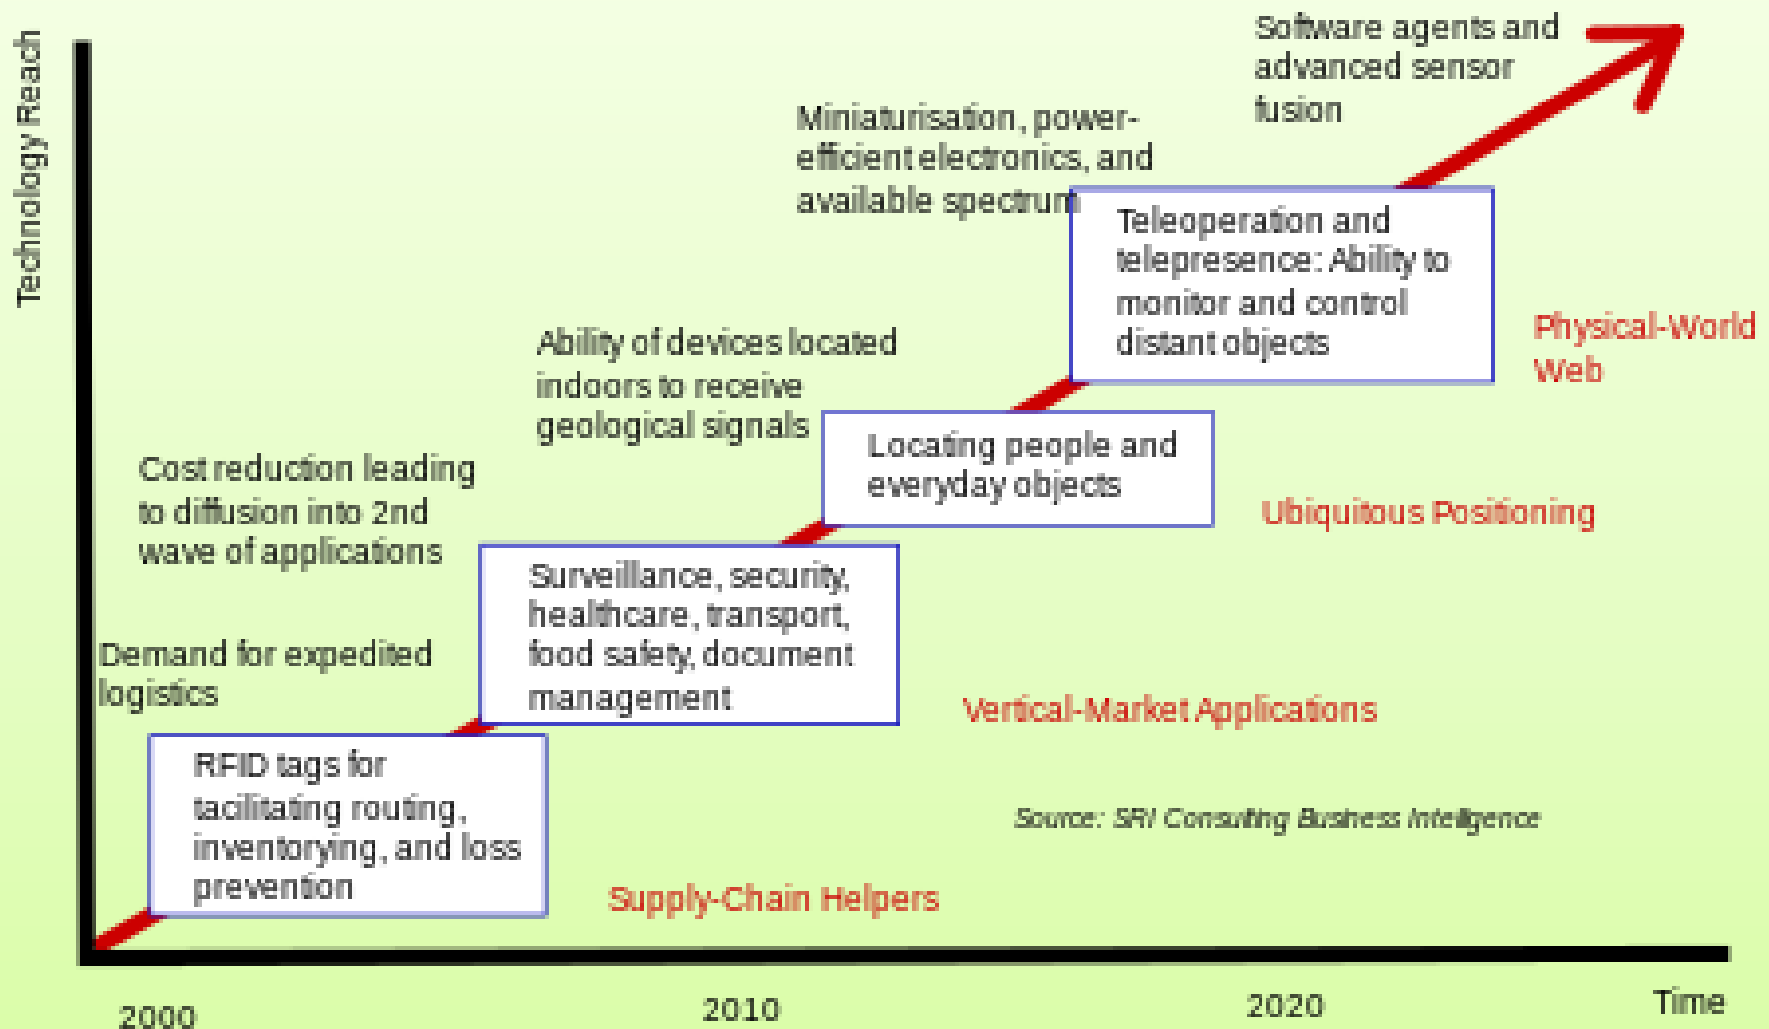 Technology Reach
Software agents and
advanced sensor
fusion
Miniaturisation, power-
efficient electronics, and
available spectrum
Teleoperation and
telepresence: Ability to
monitor and control
distant objects
Physical-World
Web
Ability of devices located
indoors to receive
geological signals
Locating people and
everyday objects
Ubiquitous Positioning
Cost reduction leading
to diffusion into 2nd
wave of applications
Surveillance, security,
healthcare, transport,
food safety, document
management
Vertical-Market Applications
Demand for expedited
logistics
RFID tags for
tacilitating routing,
inventorying, and loss
prevention
Supply-Chain Helpers
Source: SRI Consulting Business Intelligence
2000
2010
2020
Time